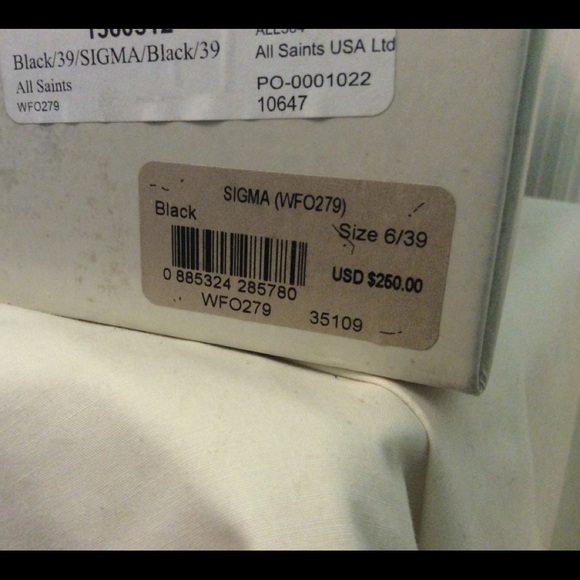 Black/39/SIGMA/Black/39
All Saints
WFO279
All Saints USA Ltd
PO-0001022
10647
SIGMA (WFO279)
Black
Size 6/39
0 885324 285780
USD $260.00
WFO279
35109